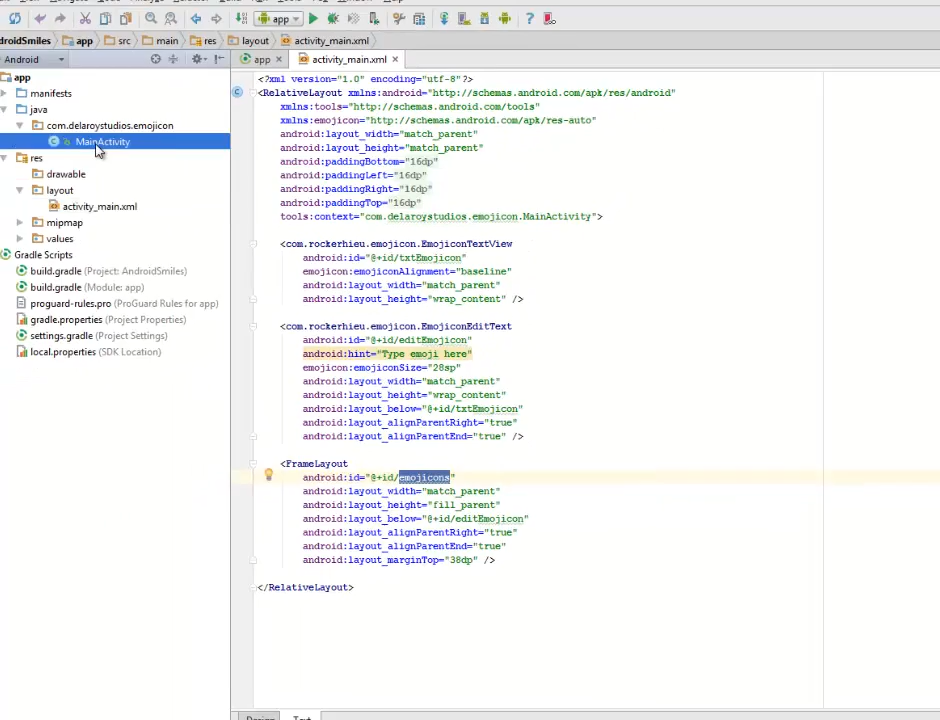 app
droidSmiles app src main res layout activity_main.xml
Android app activity_main.xml
app
manifests
java
com.delaroystudios.emojicon
MainActivity
res
drawable
layout
activity_main.xml
mipmap
values
Gradle Scripts
build.gradle (Project: AndroidSmiles)
build.gradle (Module: app)
proguard-rules.pro (ProGuard Rules for app)
gradle.properties (Project Properties)
settings.gradle (Project Settings)
local.properties (SDK Location)
<?xml version="1.0" encoding="utf-8"?>
<RelativeLayout xmlns:android="http://schemas.android.com/apk/res/android"
xmlns:tools="http://schemas.android.com/tools"
xmlns:emojicon="http://schemas.android.com/apk/res-auto"
android:layout_width="match_parent"
android:layout_height="match_parent"
android:paddingBottom="16dp"
android:paddingLeft="16dp"
android:paddingRight="16dp"
android:paddingTop="16dp"
tools:context="com.delaroystudios.emojicon.MainActivity">
<com.rockerhieu.emojicon.EmojiconTextView
android:id="@+id/txtEmojicon"
emojicon:emojiconAlignment="baseline"
android:layout_width="match_parent"
android:layout_height="wrap_content" />
<com.rockerhieu.emojicon.EmojiconEditText
android:id="@+id/editEmojicon"
android:hint="Type emoji here"
emojicon:emojiconSize="28sp"
android:layout_width="match_parent"
android:layout_height="wrap_content"
android:layout_below="@+id/txtEmojicon"
android:layout_alignParentRight="true"
android:layout_alignParentEnd="true" />
<FrameLayout
android:id="@+id/emojicons"
android:layout_width="match_parent"
android:layout_height="fill_parent"
android:layout_below="@+id/editEmojicon"
android:layout_alignParentRight="true"
android:layout_alignParentEnd="true"
android:layout_marginTop="38dp" />
</RelativeLayout>